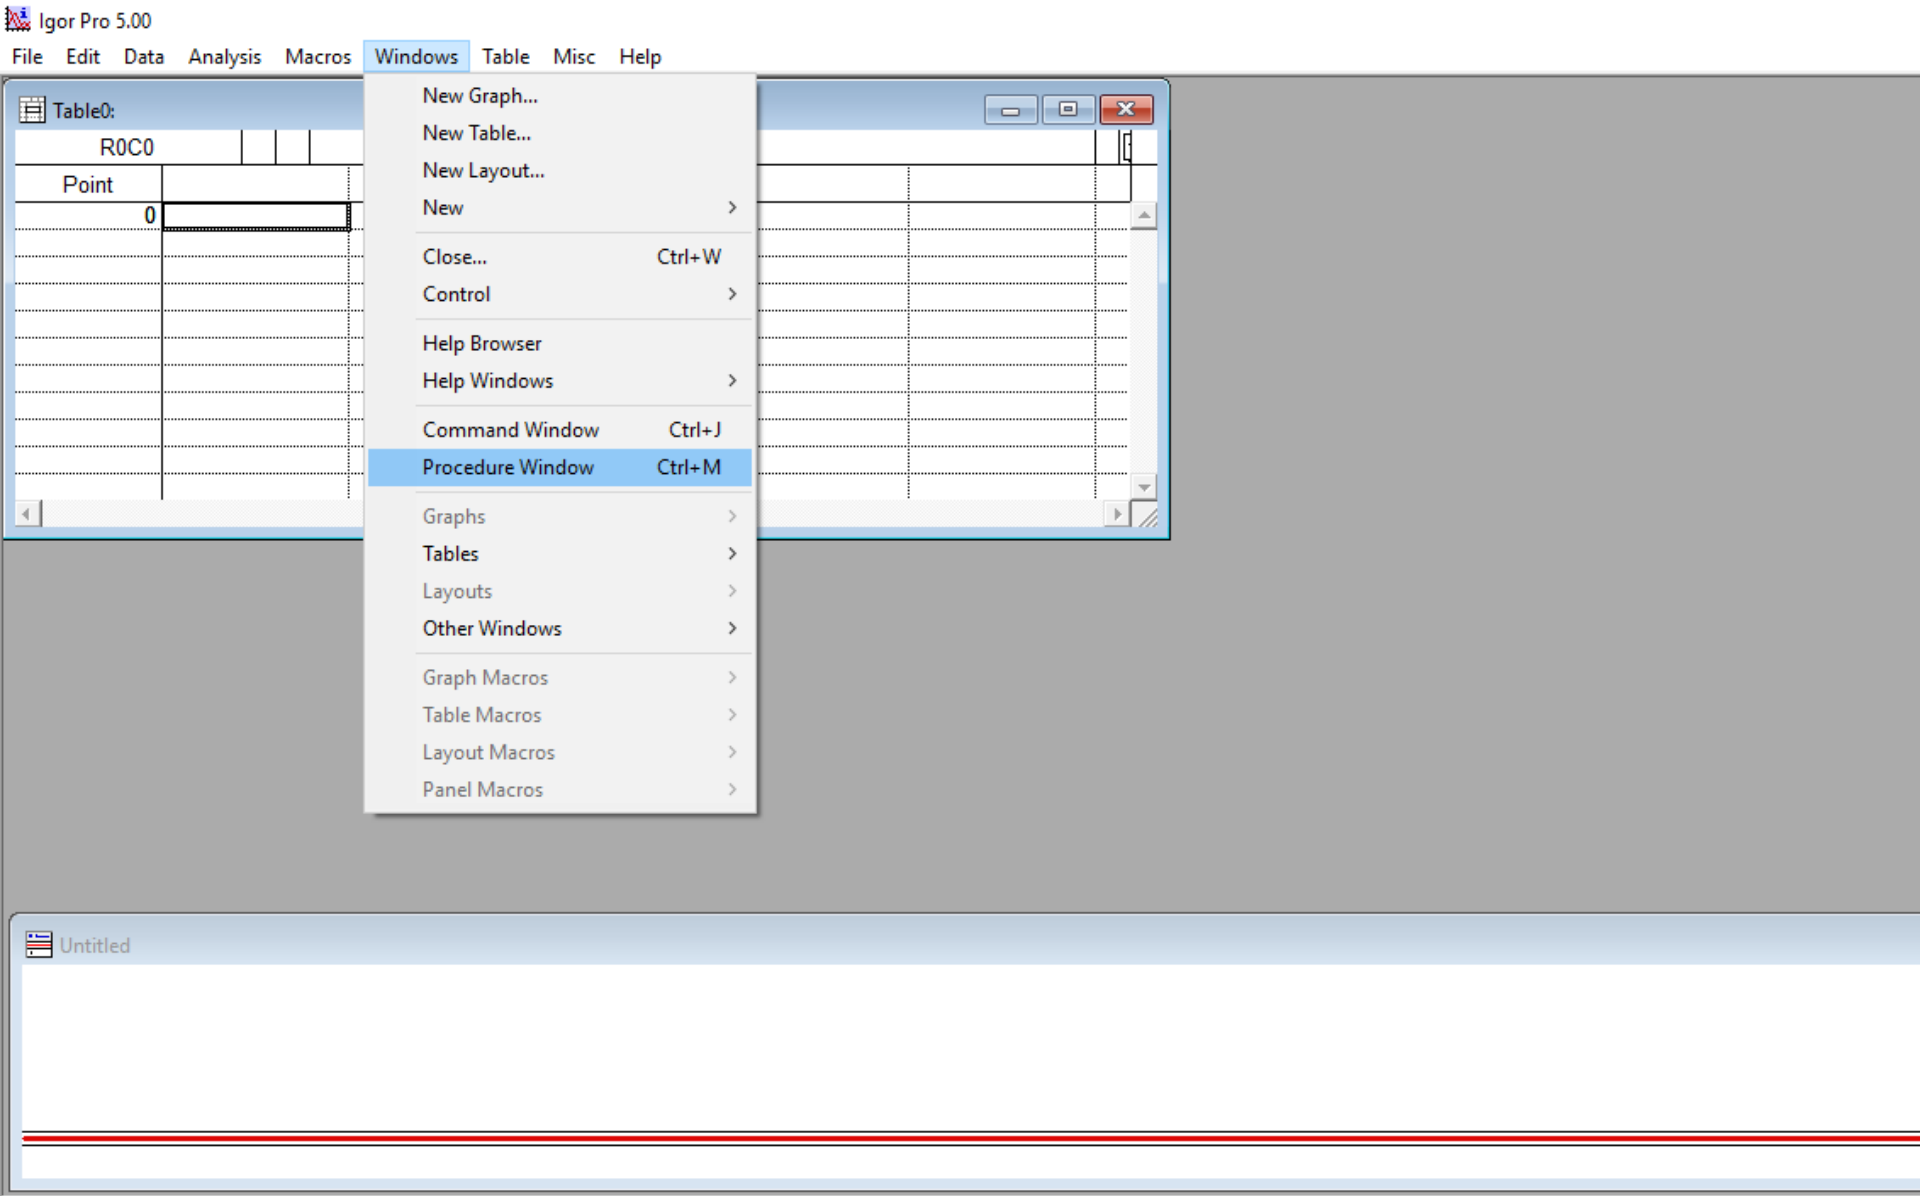 Igor Pro 5.00
File Edit Data Analysis Macros Windows Table Misc Help
Table0:
R0C0
Point
0
New Graph...
New Table...
New Layout...
New
Close... Ctrl+W
Control
Help Browser
Help Windows
Command Window Ctrl+J
Procedure Window Ctrl+M
Graphs
Tables
Layouts
Other Windows
Graph Macros
Table Macros
Layout Macros
Panel Macros
Untitled